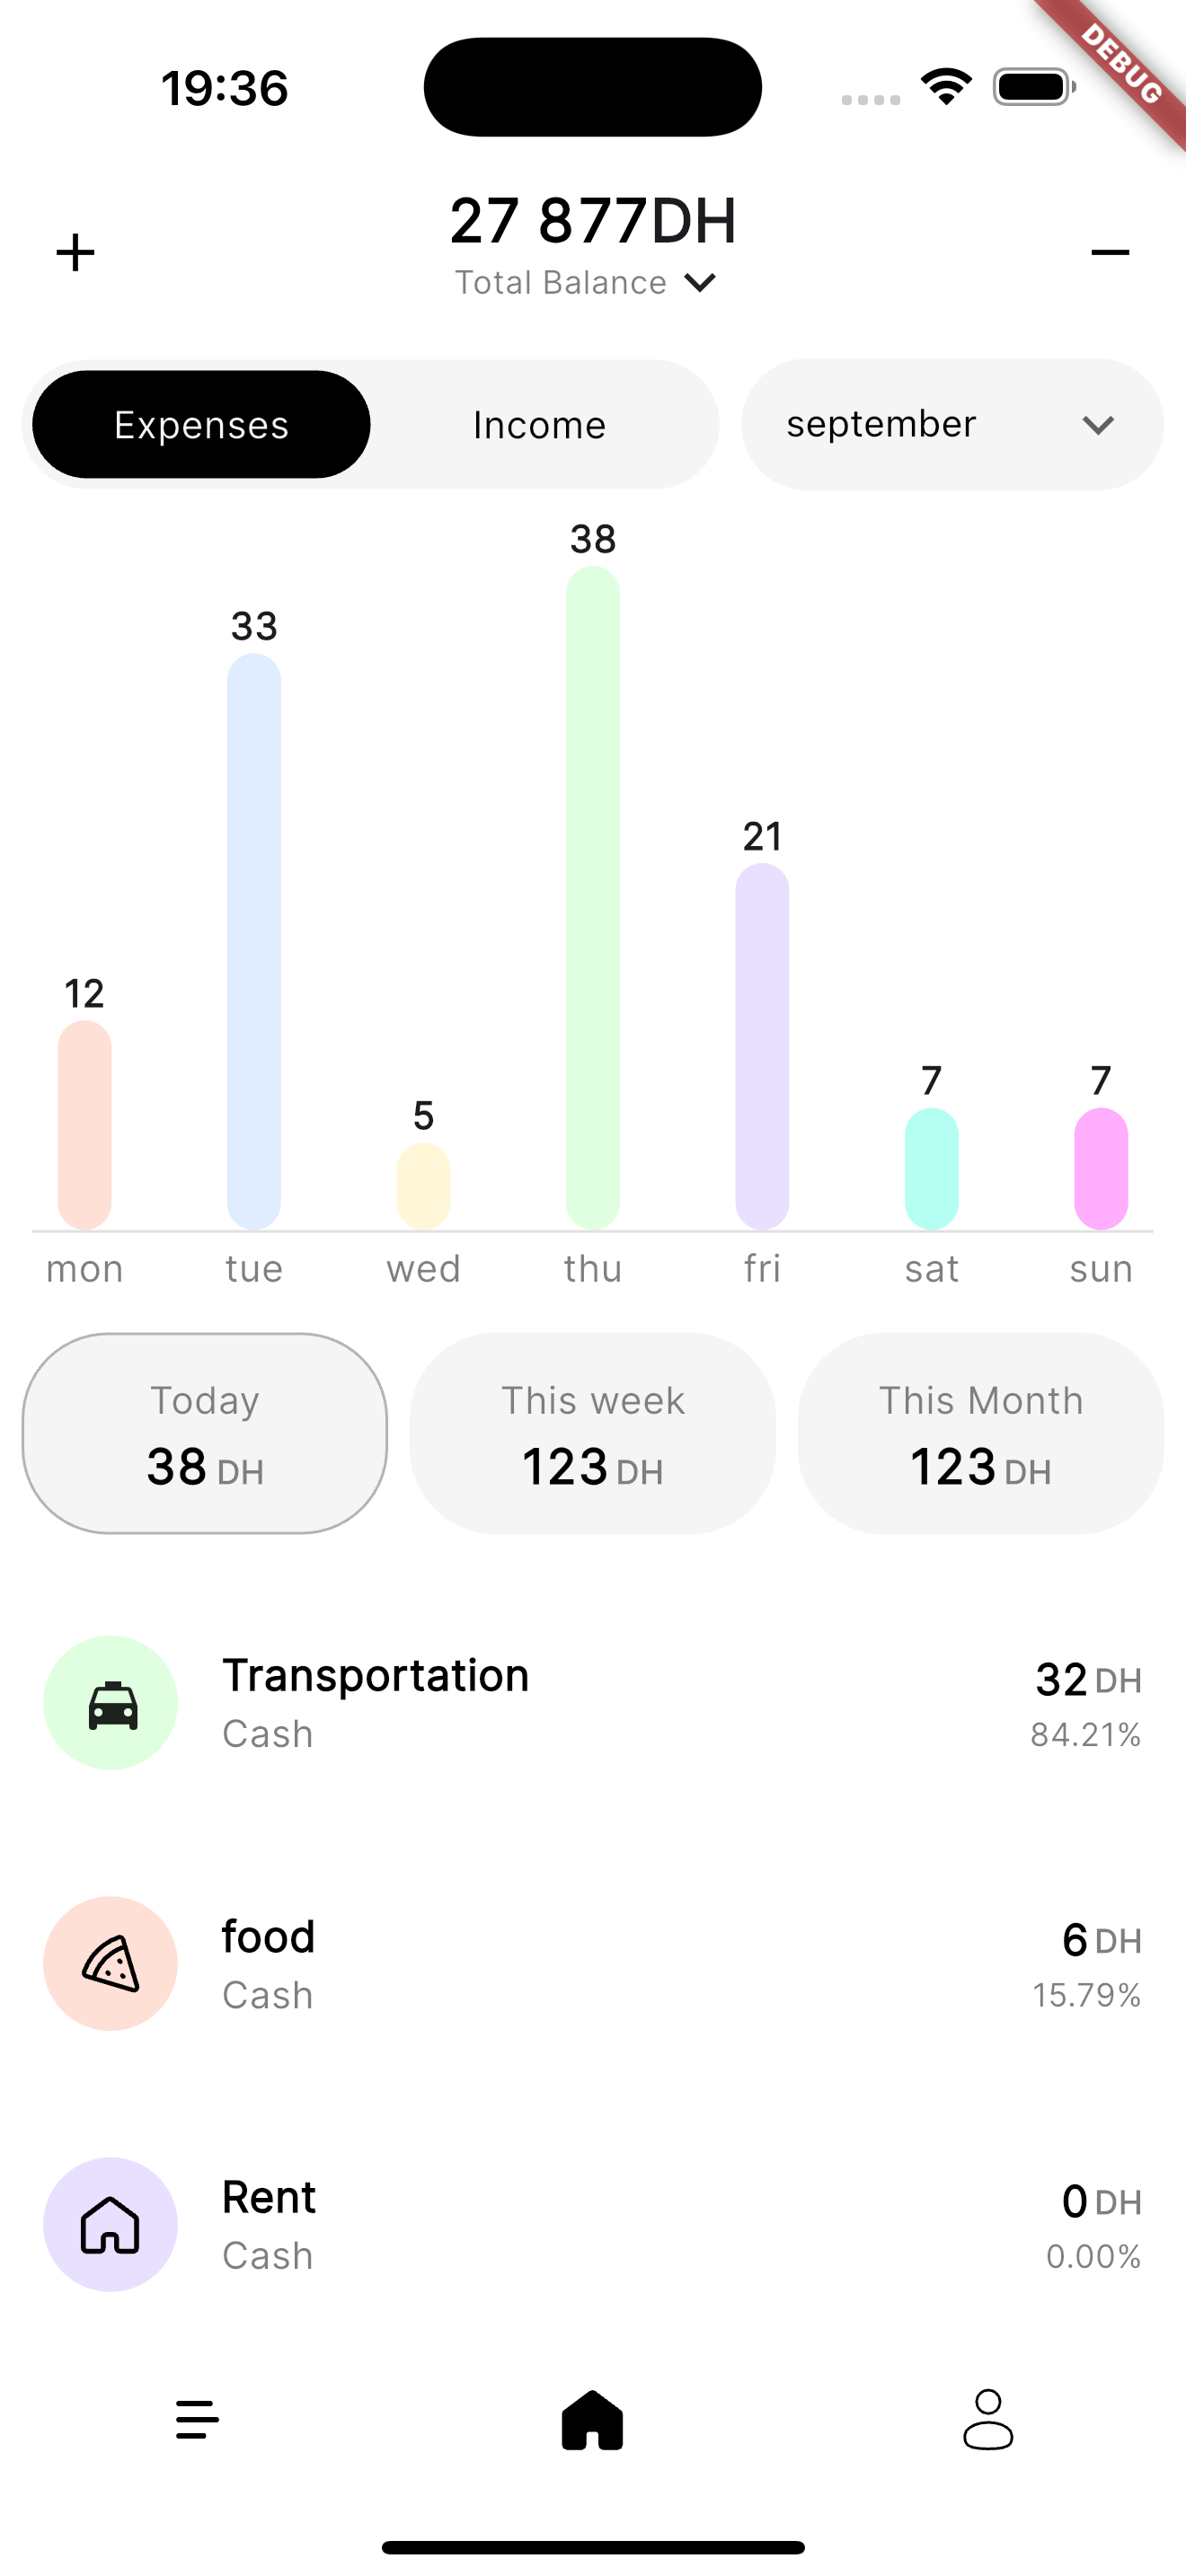 19:36
DEBUG
27 877DH
Total Balance
Expenses
Income
september
38
33
21
12
7
7
5
mon tue wed thu fri sat sun
Today
38 DH
This week
123 DH
This Month
123 DH
Transportation
32 DH
Cash
84.21%
food
6 DH
Cash
15.79%
Rent
0 DH
Cash
0.00%